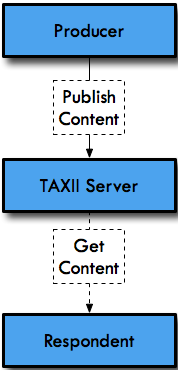 Producer
Publish
Content
TAXII Server
Get
Content
Respondent